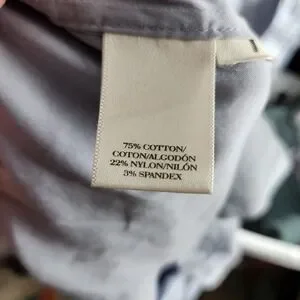 75% COTTON/
COTON/ALGODÓN
22% NYLON/NILÓN
3% SPANDEX